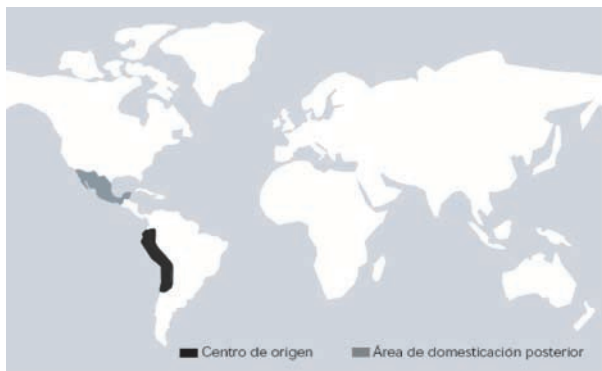 Centro de origen
Área de domesticación posterior